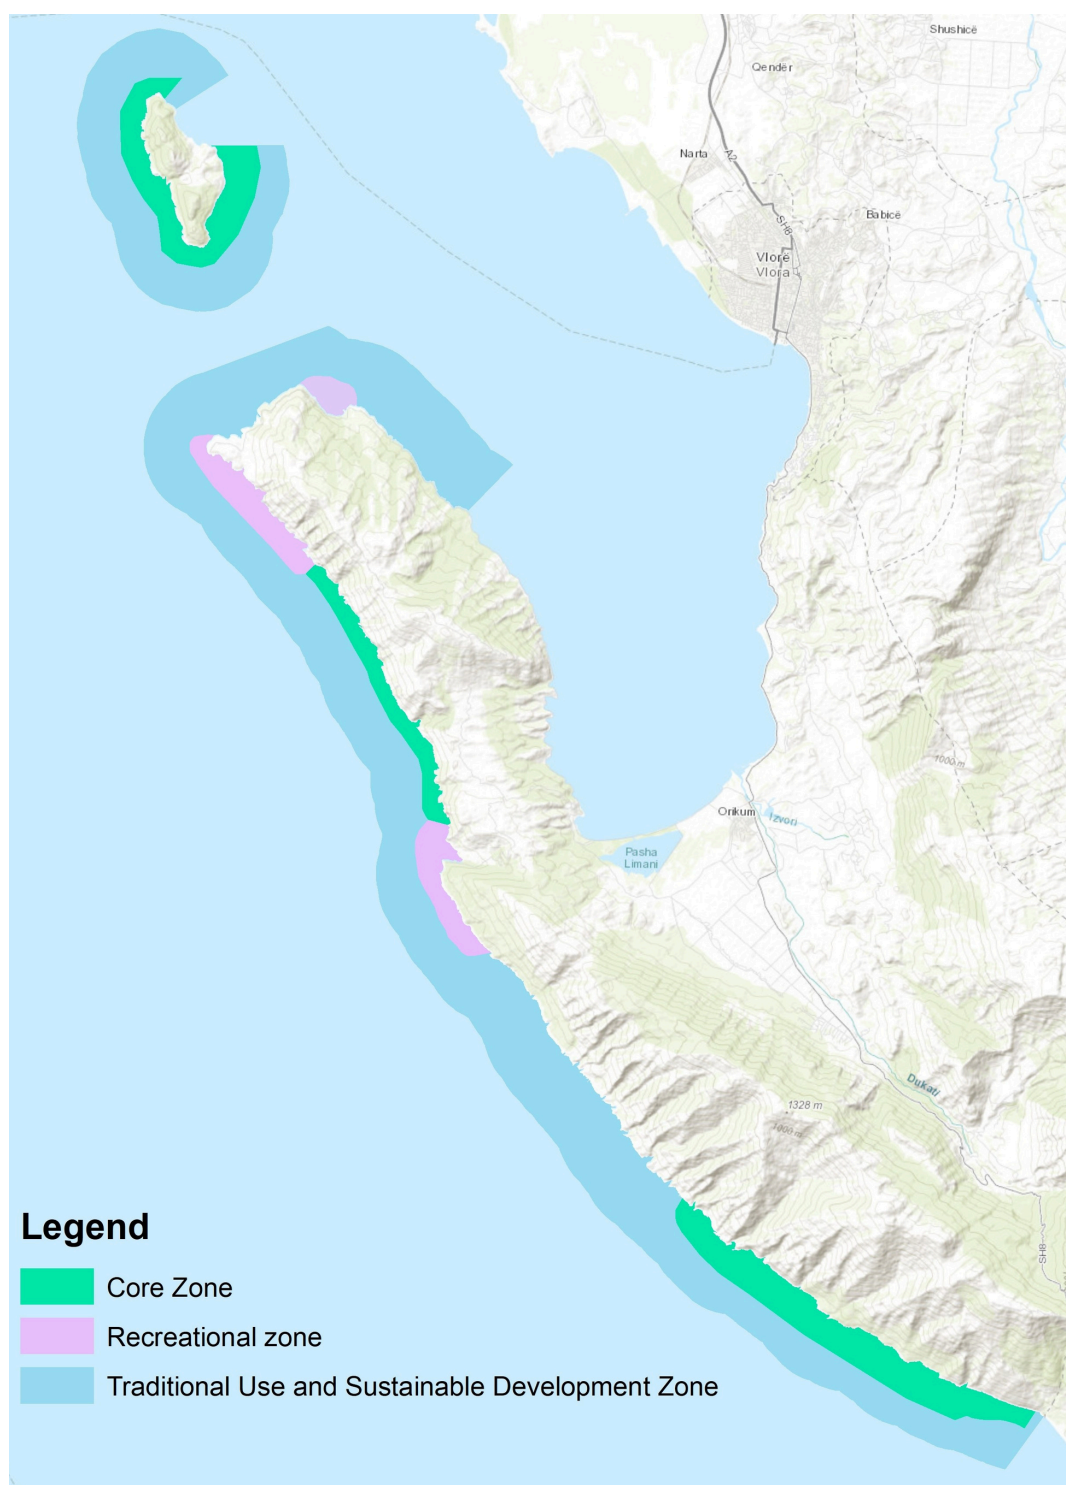 Shushicë
Qendër
Narta
A2
Babicë
SH8
Vlorë
Vlora
1000 m
Orikum
Izvori
Pasha
Limani
Dukati
1328 m
1000 m
SH8
Legend
Core Zone
Recreational zone
Traditional Use and Sustainable Development Zone